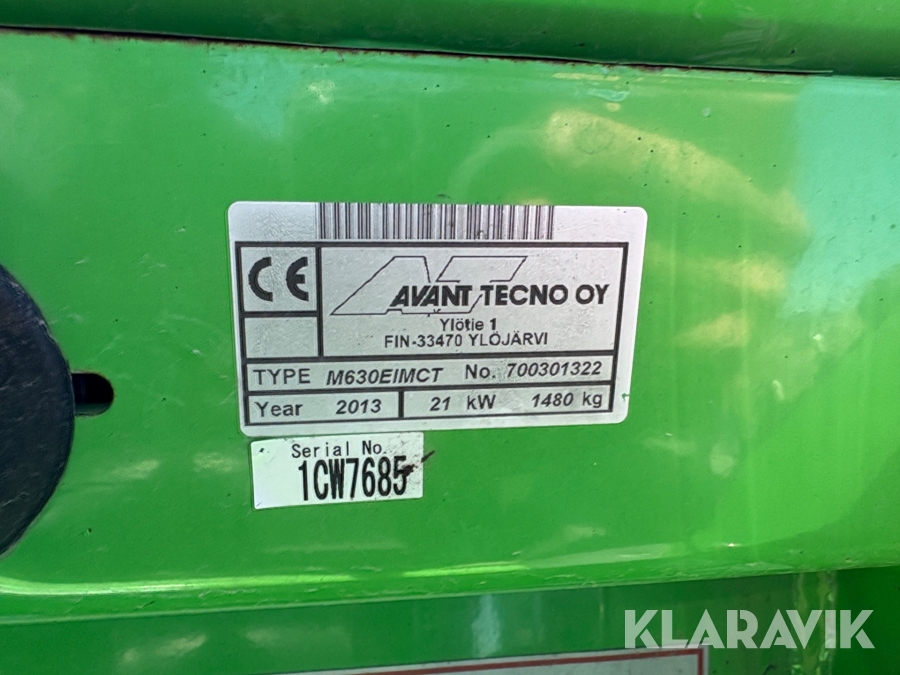 CE
AT
AVANT TECNO OY
Ylötie 1
FIN-33470 YLÖJÄRVI
TYPE M630EIMCT No. 700301322
Year 2013 21 kW 1480 kg
Serial No.
1CW7685
KLARAVIK